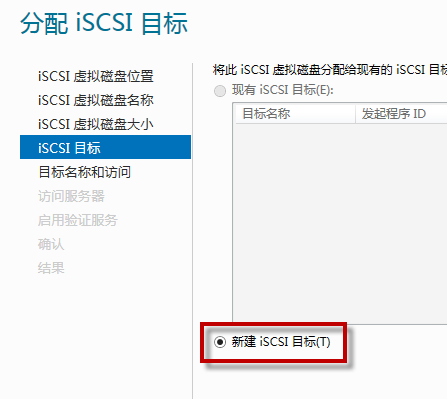 分配 iSCSI 目标
iSCSI 虚拟磁盘位置
iSCSI 虚拟磁盘名称
iSCSI 虚拟磁盘大小
iSCSI 目标
目标名称和访问
访问服务器
启用验证服务
确认
结果
将此 iSCSI 虚拟磁盘分配给现有的 iSCSI 目标
现有 iSCSI 目标(E):
目标名称 发起程序 ID
新建 iSCSI 目标(T)